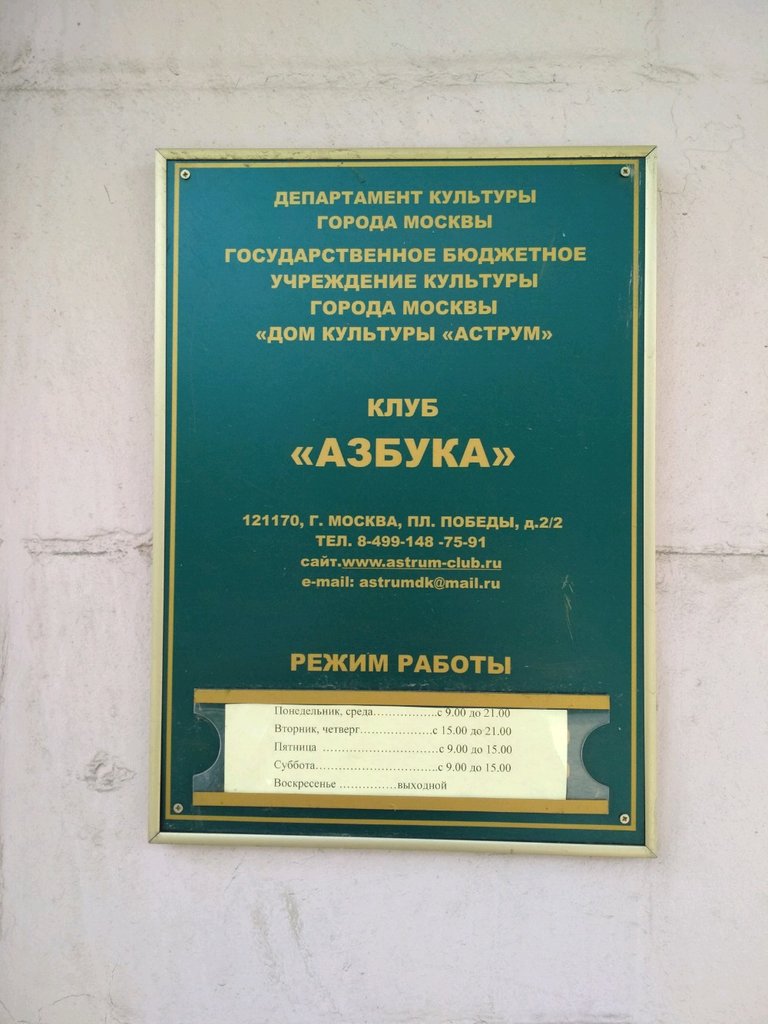 ДЕПАРТАМЕНТ КУЛЬТУРЫ
ГОРОДА МОСКВЫ
ГОСУДАРСТВЕННОЕ БЮДЖЕТНОЕ
УЧРЕЖДЕНИЕ КУЛЬТУРЫ
ГОРОДА МОСКВЫ
«ДОМ КУЛЬТУРЫ «АСТРУМ»
КЛУБ
«АЗБУКА»
121170, Г. МОСКВА, ПЛ. ПОБЕДЫ, д.2/2
ТЕЛ. 8-499-148 -75-91
сайт.www.astrum-club.ru
e-mail: astrumdk@mail.ru
РЕЖИМ РАБОТЫ
Понедельник, среда................с 9.00 до 21.00
Вторник, четверг..................с 15.00 до 21.00
Пятница .............................с 9.00 до 15.00
Суббота..............................с 9.00 до 15.00
Воскресенье ...............выходной